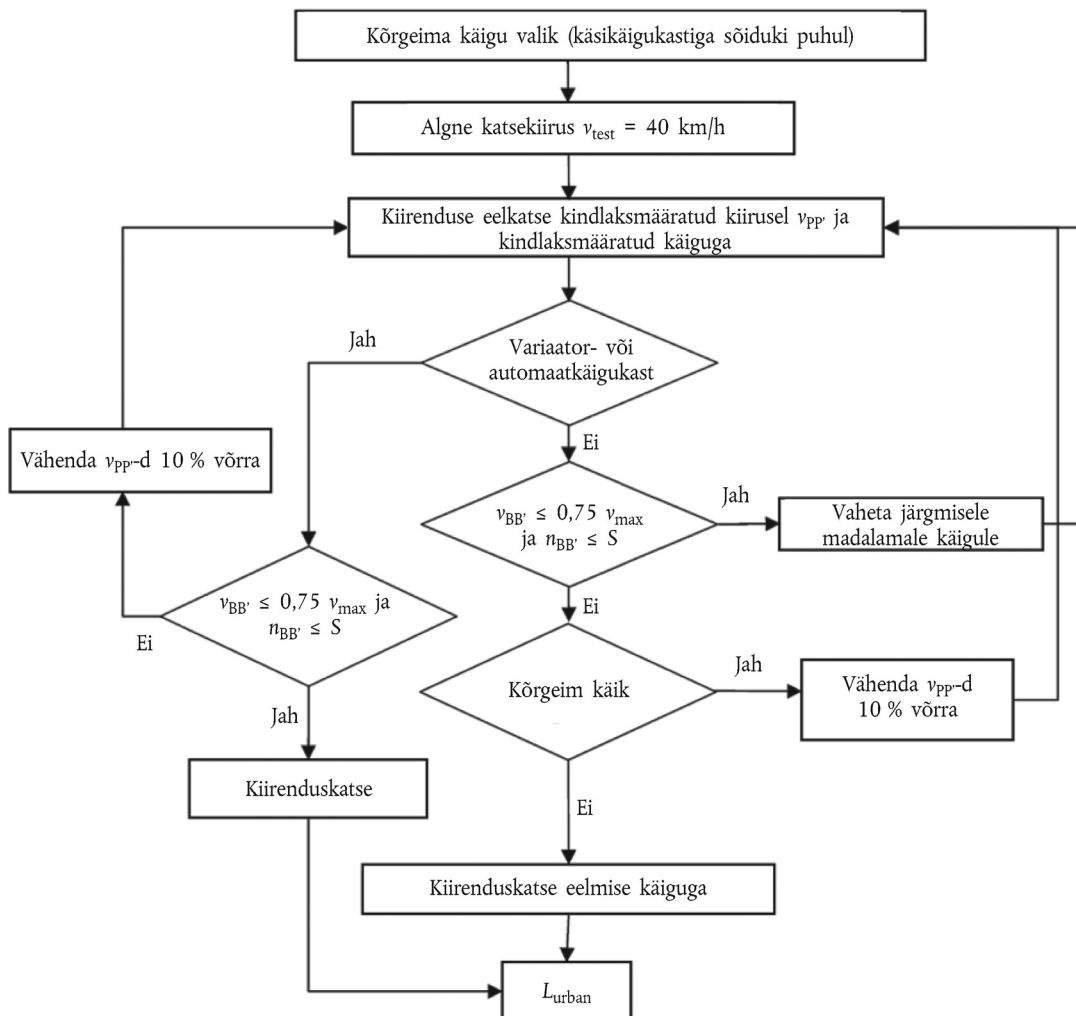 Kõrgeima käigu valik (käsikäigukastiga sõiduki puhul)
Algne katsekiirus v_test = 40 km/h
Kiirenduse eelkatse kindlaksmääratud kiirusel v_PP' ja
kindlaksmääratud käiguga
Jah
Variaator- või
automaatkäigukast
Ei
Vähenda v_PP'-d 10 % võrra
v_BB' ≤ 0,75 v_max
ja n_BB' ≤ S
Jah
Vaheta järgmisele
madalamale käigule
v_BB' ≤ 0,75 v_max ja
n_BB' ≤ S
Ei
Ei
Kõrgeim käik
Jah
Vähenda v_PP'-d
10 % võrra
Jah
Kiirenduskatse
Ei
Kiirenduskatse eelmise käiguga
L_urban